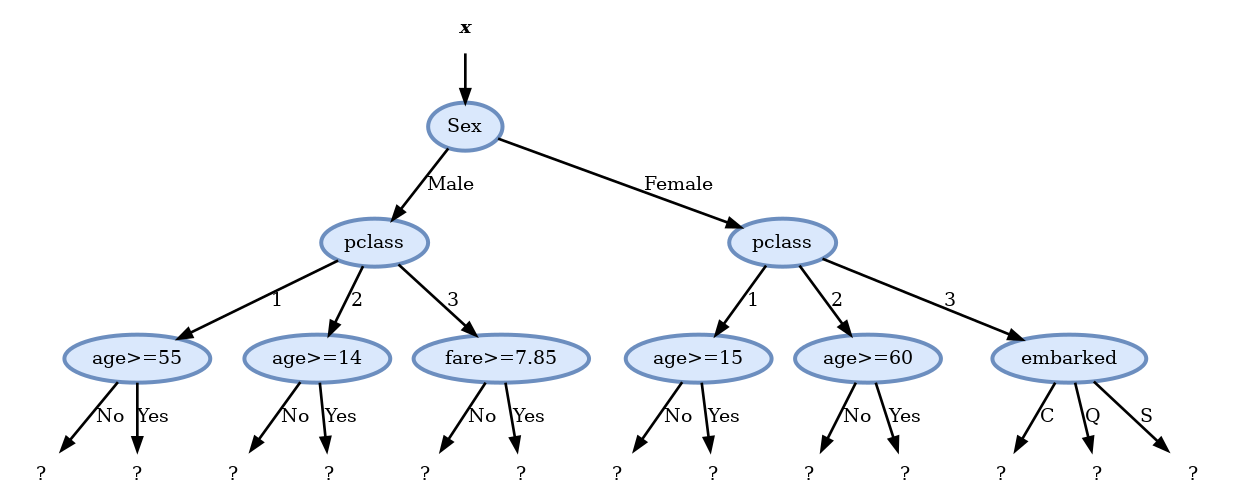 x
Sex
Male Female
pclass pclass
1 2 3 1 2 3
age>=55 age>=14 fare>=7.85 age>=15 age>=60 embarked
No Yes No Yes No Yes No Yes No Yes C Q S
? ? ? ? ? ? ? ? ? ? ? ? ?